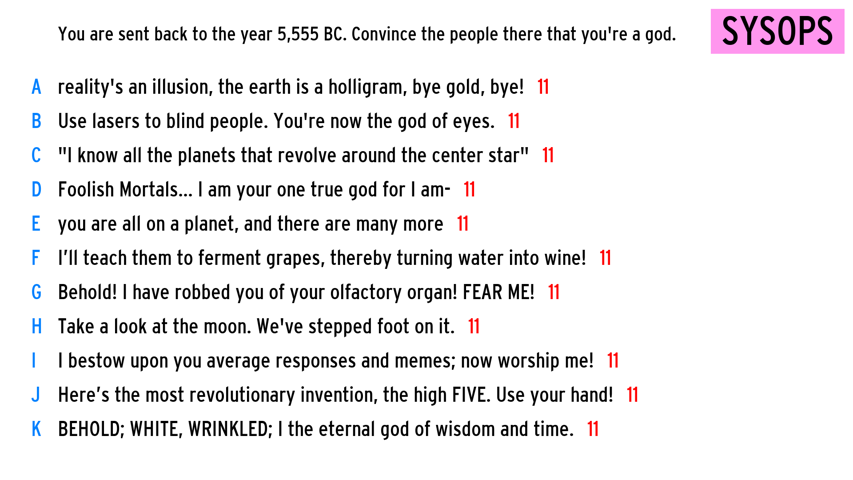 You are sent back to the year 5,555 BC. Convince the people there that you're a god.
SYSOPS
A reality's an illusion, the earth is a holligram, bye gold, bye! 11
B Use lasers to blind people. You're now the god of eyes. 11
C "I know all the planets that revolve around the center star" 11
D Foolish Mortals... I am your one true god for I am- 11
E you are all on a planet, and there are many more 11
F I’ll teach them to ferment grapes, thereby turning water into wine! 11
G Behold! I have robbed you of your olfactory organ! FEAR ME! 11
H Take a look at the moon. We've stepped foot on it. 11
I I bestow upon you average responses and memes; now worship me! 11
J Here’s the most revolutionary invention, the high FIVE. Use your hand! 11
K BEHOLD; WHITE, WRINKLED; I the eternal god of wisdom and time. 11